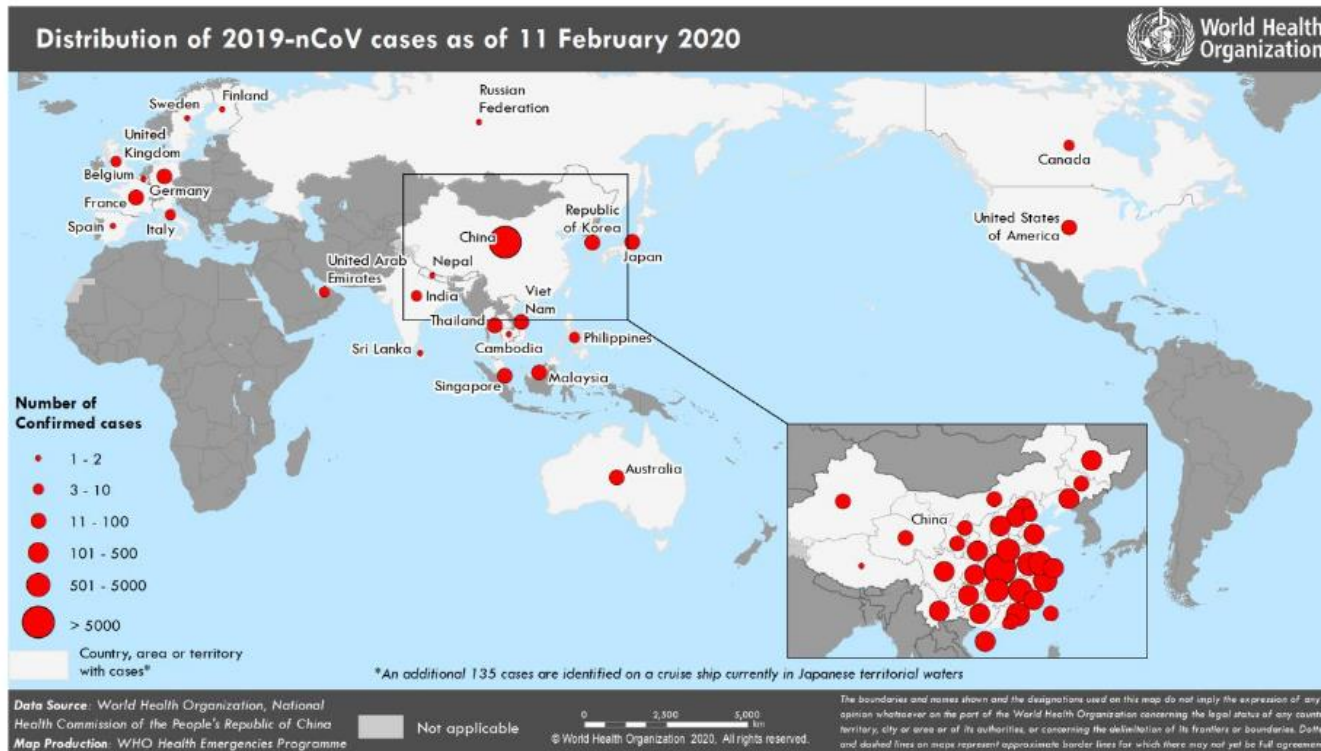 Distribution of 2019-nCoV cases as of 11 February 2020
World Health
Organization
Finland
Sweden
Russian
Federation
United
Kingdom
Belgium
Germany
France
Italy
Spain
Canada
United States
of America
Republic
of Korea
Japan
China
Nepal
United Arab
Emirates
India
Viet
Nam
Thailand
Philippines
Sri Lanka
Cambodia
Singapore
Malaysia
Australia
Number of
Confirmed cases
1 - 2
3 - 10
11 - 100
101 - 500
501 - 5000
> 5000
Country, area or territory
with cases*
China
*An additional 135 cases are identified on a cruise ship currently in Japanese territorial waters
Data Source: World Health Organization, National
Health Commission of the People's Republic of China
Map Production: WHO Health Emergencies Programme
Not applicable
0 2,500 5,000
km
© World Health Organization 2020, All rights reserved.
The boundaries and names shown and the designations used on this map do not imply the expression of any
opinion whatsoever on the part of the World Health Organization concerning the legal status of any
territory, city or area or of its authorities, or concerning the delimitation of its frontiers or boundaries.
and dashed lines on maps represent approximate border lines for which there may not yet be full